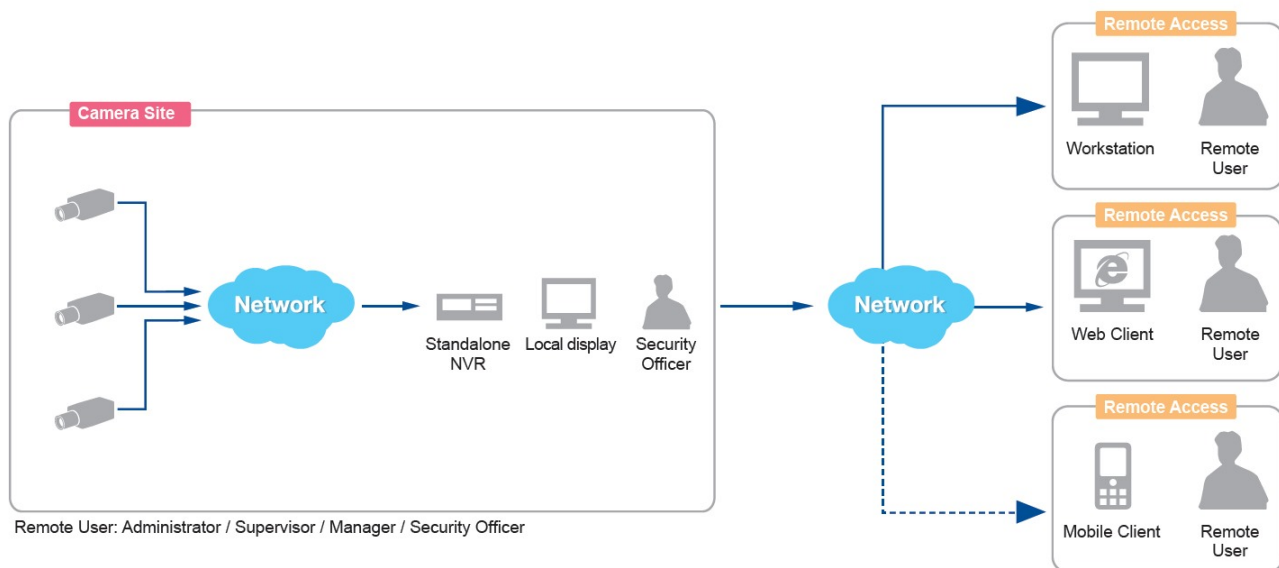 Camera Site
Network
Standalone
NVR
Local display
Security
Officer
Remote User: Administrator / Supervisor / Manager / Security Officer
Network
Remote Access
Workstation
Remote
User
Remote Access
Web Client
Remote
User
Remote Access
Mobile Client
Remote
User